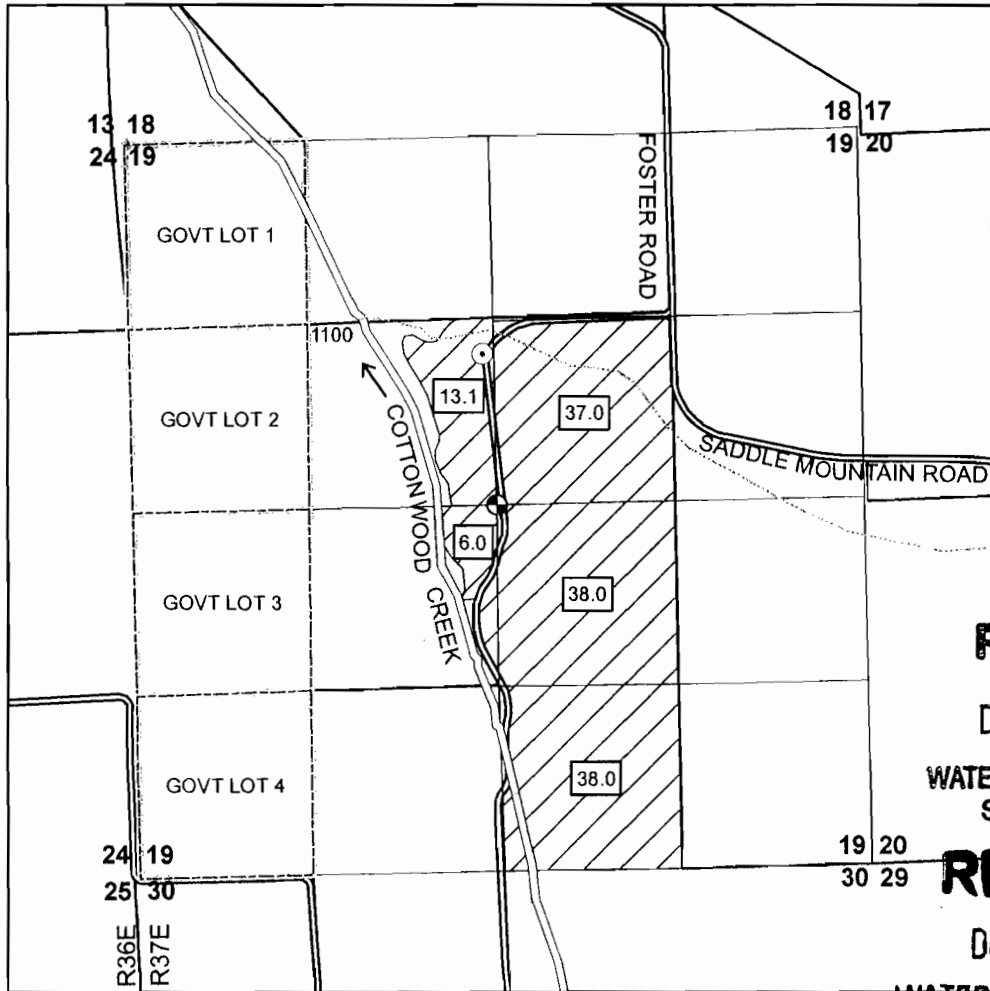 13 18
24 19
18 17
19 20
FOSTER ROAD
GOVT LOT 1
1100
13.1
37.0
GOVT LOT 2
COTTONWOOD CREEK
SADDLE MOUNTAIN ROAD
6.0
GOVT LOT 3
38.0
GOVT LOT 4
38.0
24 19
25 30
19 20
30 29
R36E
R37E